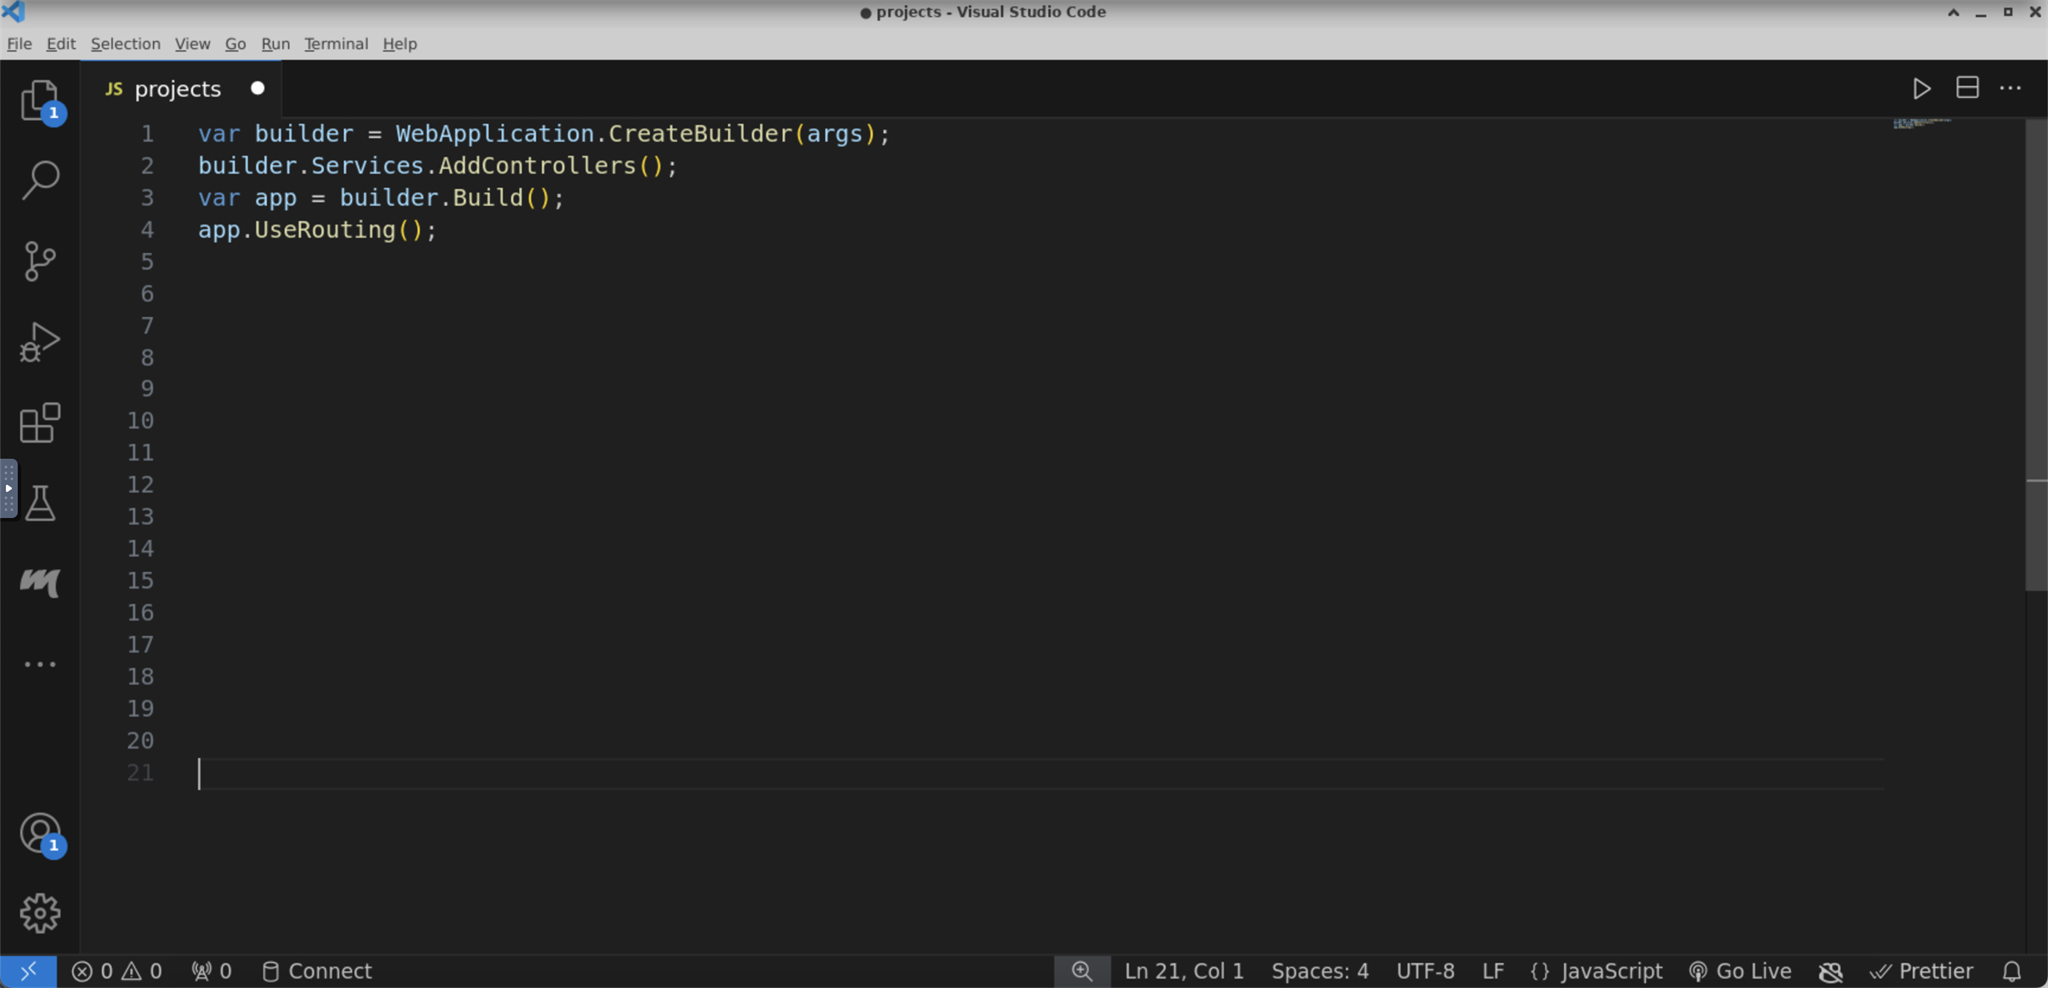 ● projects - Visual Studio Code
File Edit Selection View Go Run Terminal Help
JS projects
1 var builder = WebApplication.CreateBuilder(args);
2 builder.Services.AddControllers();
3 var app = builder.Build();
4 app.UseRouting();
5
6
7
8
9
10
11
12
13
14
15
16
17
18
19
20
21
1
1
0 0 0 Connect Ln 21, Col 1 Spaces: 4 UTF-8 LF {} JavaScript Go Live Prettier